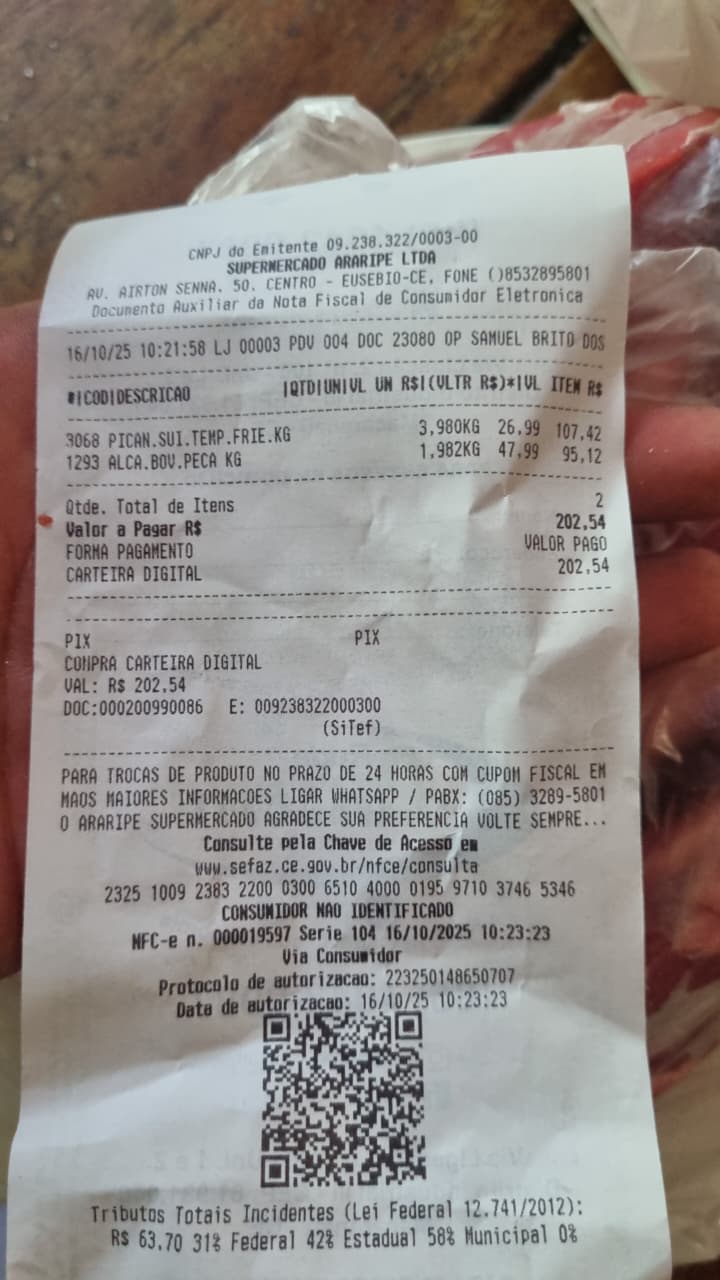 CNPJ do Emitente 09.238.322/0003-00
SUPERMERCADO ARARIPE LTDA
AV. AIRTON SENNA. 50. CENTRO - EUSEBIO-CE. FONE ()8532895801
Documento Auxiliar da Nota Fiscal de Consumidor Eletronica
16/10/25 10:21:58 LJ 00003 PDV 004 DOC 23080 OP SAMUEL BRITO DOS
#|COD|DESCRICAO |QTD|UN|VL UN R$|(VLTR R$)*|VL ITEM R$
3068 PICAN.SUI.TEMP.FRIE.KG 3,980KG 26,99 107,42
1293 ALCA.BOV.PECA KG 1,982KG 47,99 95,12
Qtde. Total de Itens 2
Valor a Pagar R$ 202,54
FORMA PAGAMENTO VALOR PAGO
CARTEIRA DIGITAL 202,54
PIX PIX
COMPRA CARTEIRA DIGITAL
VAL: R$ 202,54
DOC:000200990086 E: 009238322000300
(SiTef)
PARA TROCAS DE PRODUTO NO PRAZO DE 24 HORAS COM CUPOM FISCAL EM
MAOS MAIORES INFORMACOES LIGAR WHATSAPP / PABX: (085) 3289-5801
O ARARIPE SUPERMERCADO AGRADECE SUA PREFERENCIA VOLTE SEMPRE...
Consulte pela Chave de Acesso em
www.sefaz.ce.gov.br/nfce/consulta
2325 1009 2383 2200 0300 6510 4000 0195 9710 3746 5346
CONSUMIDOR NAO IDENTIFICADO
NFC-e n. 000019597 Serie 104 16/10/2025 10:23:23
Via Consumidor
Protocolo de autorizacao: 223250148650707
Data de autorizacao: 16/10/25 10:23:23
Tributos Totais Incidentes (Lei Federal 12.741/2012):
R$ 63,70 31% Federal 42% Estadual 58% Municipal 0%